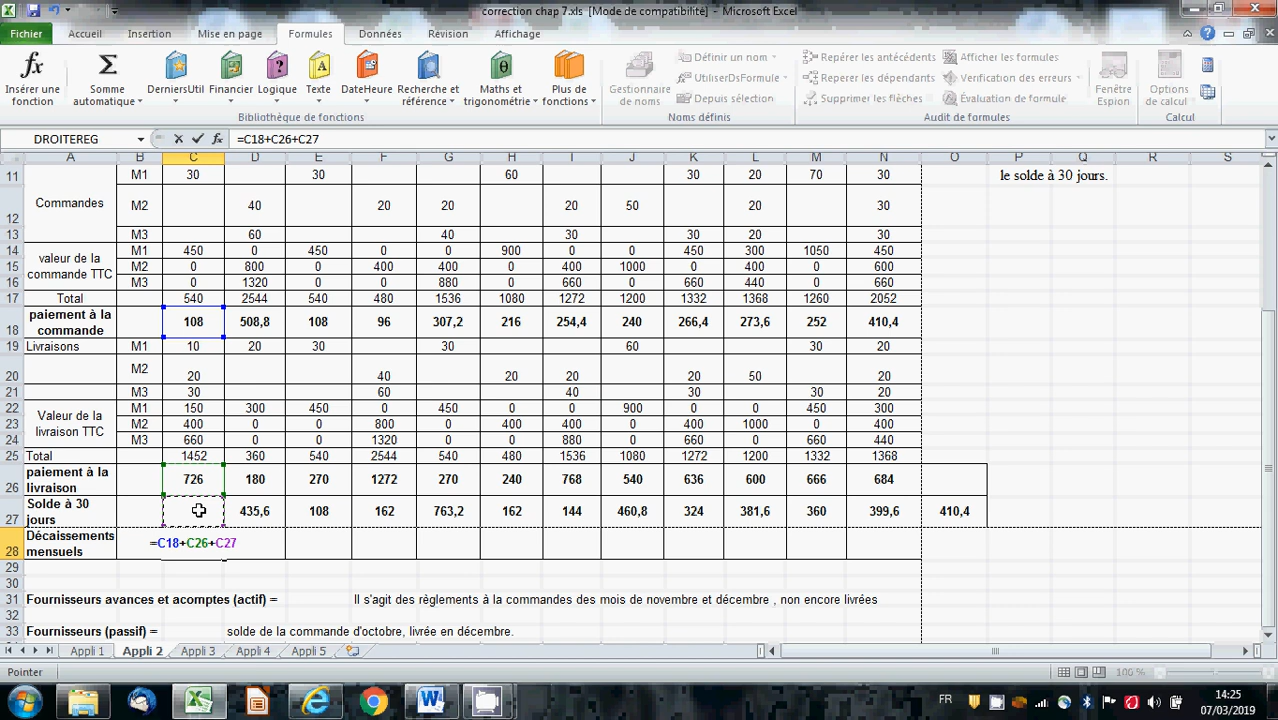 correction chap 7.xls [Mode de compatibilité] - Microsoft Excel
Fichier Accueil Insertion Mise en page Formules Données Révision Affichage
fx Insérer une fonction
Σ Somme automatique
DerniersUtil
Financier
? Logique
A Texte
DateHeure
Recherche et référence
θ Maths et trigonométrie
Plus de fonctions
Bibliothèque de fonctions
Gestionnaire de noms
Définir un nom
UtiliserDsFormule
Depuis sélection
Noms définis
Repérer les antécédents
Repérer les dépendants
Supprimer les flèches
Afficher les formules
Vérification des erreurs
Évaluation de formule
Fenêtre Espion
Audit de formules
Options de calcul
Calcul
DROITEREG fx =C18+C26+C27
A B C D E F G H I J K L M N O P Q R S
11 M1 30 30 60 30 20 70 30 le solde à 30 jours.
12 Commandes M2 40 20 20 20 50 20 30
13 M3 60 40 30 30 20 30
14 valeur de la commande TTC M1 450 0 450 0 0 900 0 0 450 300 1050 450
15 M2 0 800 0 400 400 0 400 1000 0 400 0 600
16 M3 0 1320 0 0 880 0 660 0 660 440 0 660
17 Total 540 2544 540 480 1536 1080 1272 1200 1332 1368 1260 2052
18 paiement à la commande 108 508,8 108 96 307,2 216 254,4 240 266,4 273,6 252 410,4
19 Livraisons M1 10 20 30 30 60 30 20
20 M2 20 40 20 20 20 50 20
21 M3 30 60 40 30 30 20
22 Valeur de la livraison TTC M1 150 300 450 0 450 0 0 900 0 0 450 300
23 M2 400 0 0 800 0 400 400 0 400 1000 0 400
24 M3 660 0 0 1320 0 0 880 0 660 0 660 440
25 Total 1452 360 540 2544 540 480 1536 1080 1272 1200 1332 1368
26 paiement à la livraison 726 180 270 1272 270 240 768 540 636 600 666 684
27 Solde à 30 jours 435,6 108 162 763,2 162 144 460,8 324 381,6 360 399,6 410,4
28 Décaissements mensuels =C18+C26+C27
29
30
31 Fournisseurs avances et acomptes (actif) = Il s'agit des règlements à la commandes des mois de novembre et décembre , non encore livrées
32
33 Fournisseurs (passif) = solde de la commande d'octobre, livrée en décembre.
Appli 1 Appli 2 Appli 3 Appli 4 Appli 5
Pointer 100 %
FR 14:25
07/03/2019